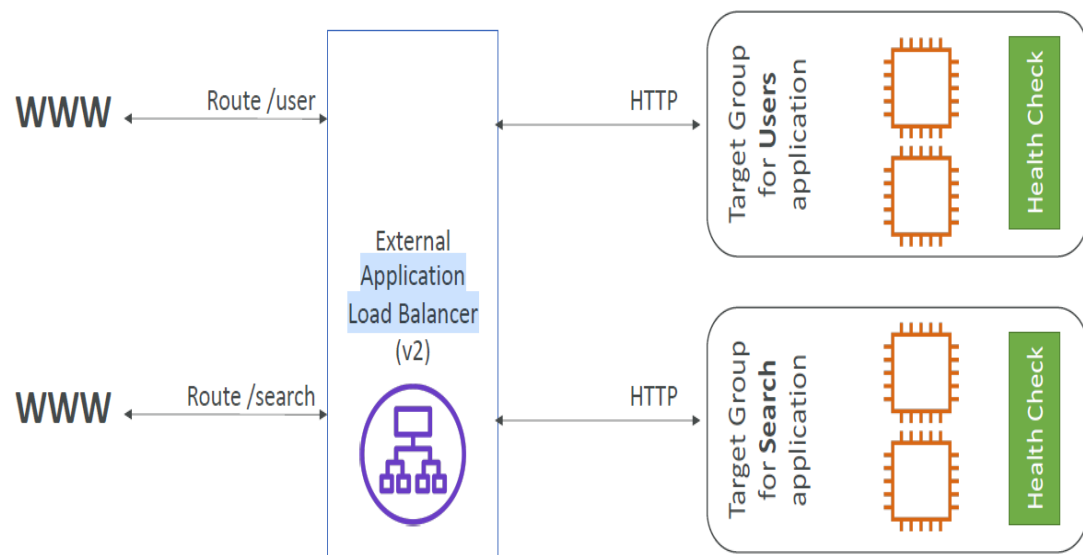 WWW
Route /user
HTTP
Target Group
for Users
application
Health Check
External
Application
Load Balancer
(v2)
WWW
Route /search
HTTP
Target Group
for Search
application
Health Check